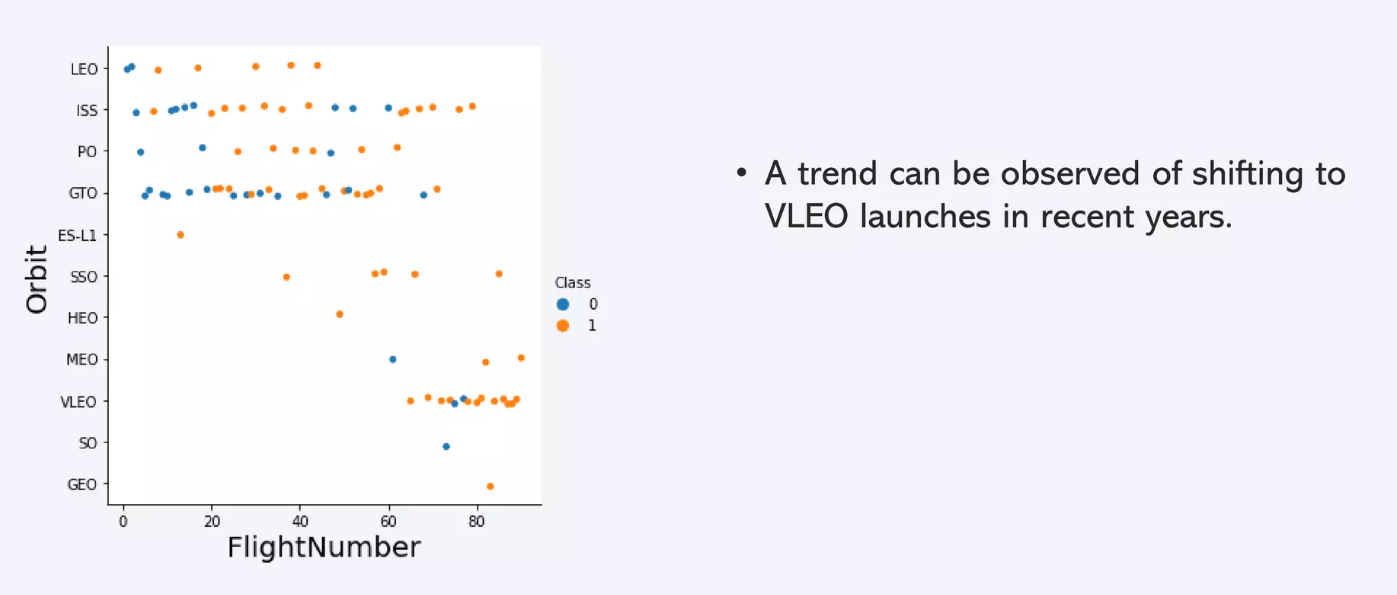 LEO
ISS
PO
GTO
ES-L1
SSO
HEO
MEO
VLEO
SO
GEO
Orbit
0 20 40 60 80
FlightNumber
Class
0
1
• A trend can be observed of shifting to
VLEO launches in recent years.